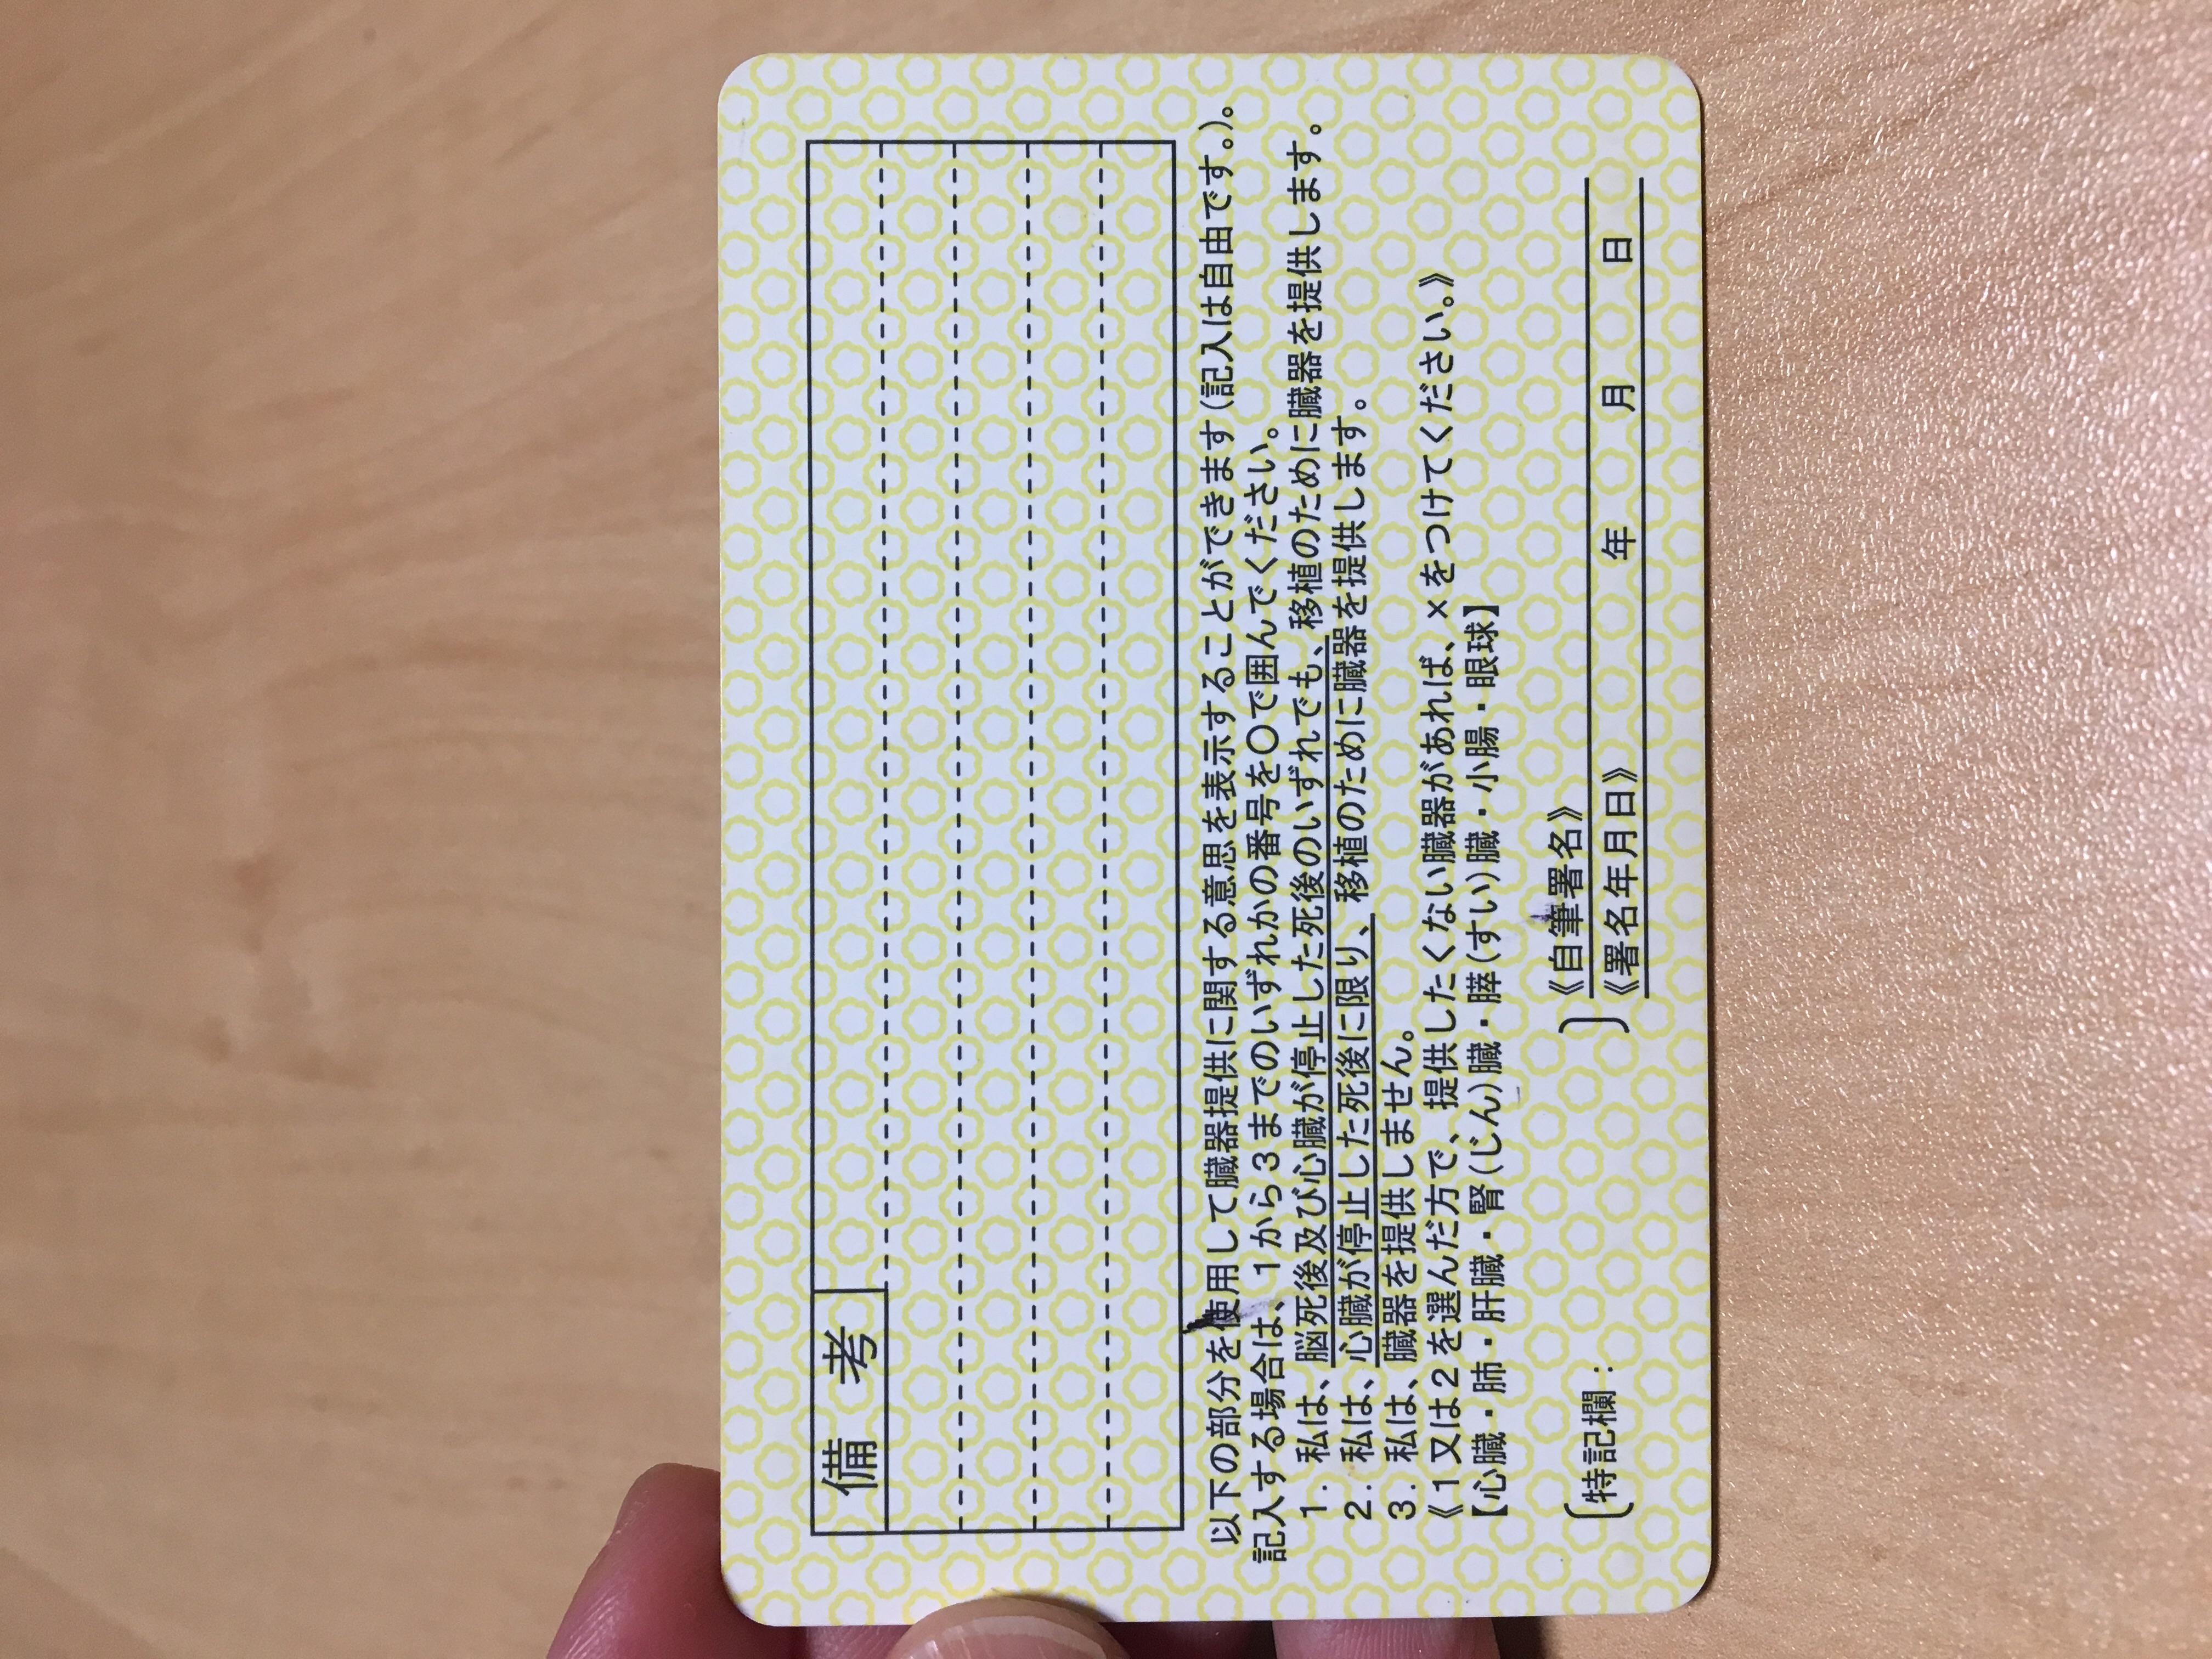 備考
以下の部分を使用して臓器提供に関する意思を表示することができます(記入は自由です。)。
記入する場合は、1から3までのいずれかの番号を〇で囲んでください。
1. 私は、脳死後及び心臓が停止した死後のいずれでも、移植のために臓器を提供します。
2. 私は、心臓が停止した死後に限り、移植のために臓器を提供します。
3. 私は、臓器を提供しません。
《1又は2を選んだ方で、提供したくない臓器があれば、×をつけてください。》
【心臓・肺・肝臓・腎(じん)臓・膵(すい)臓・小腸・眼球】
〔特記欄： 〕
《自筆署名》
《署名年月日》 年 月 日